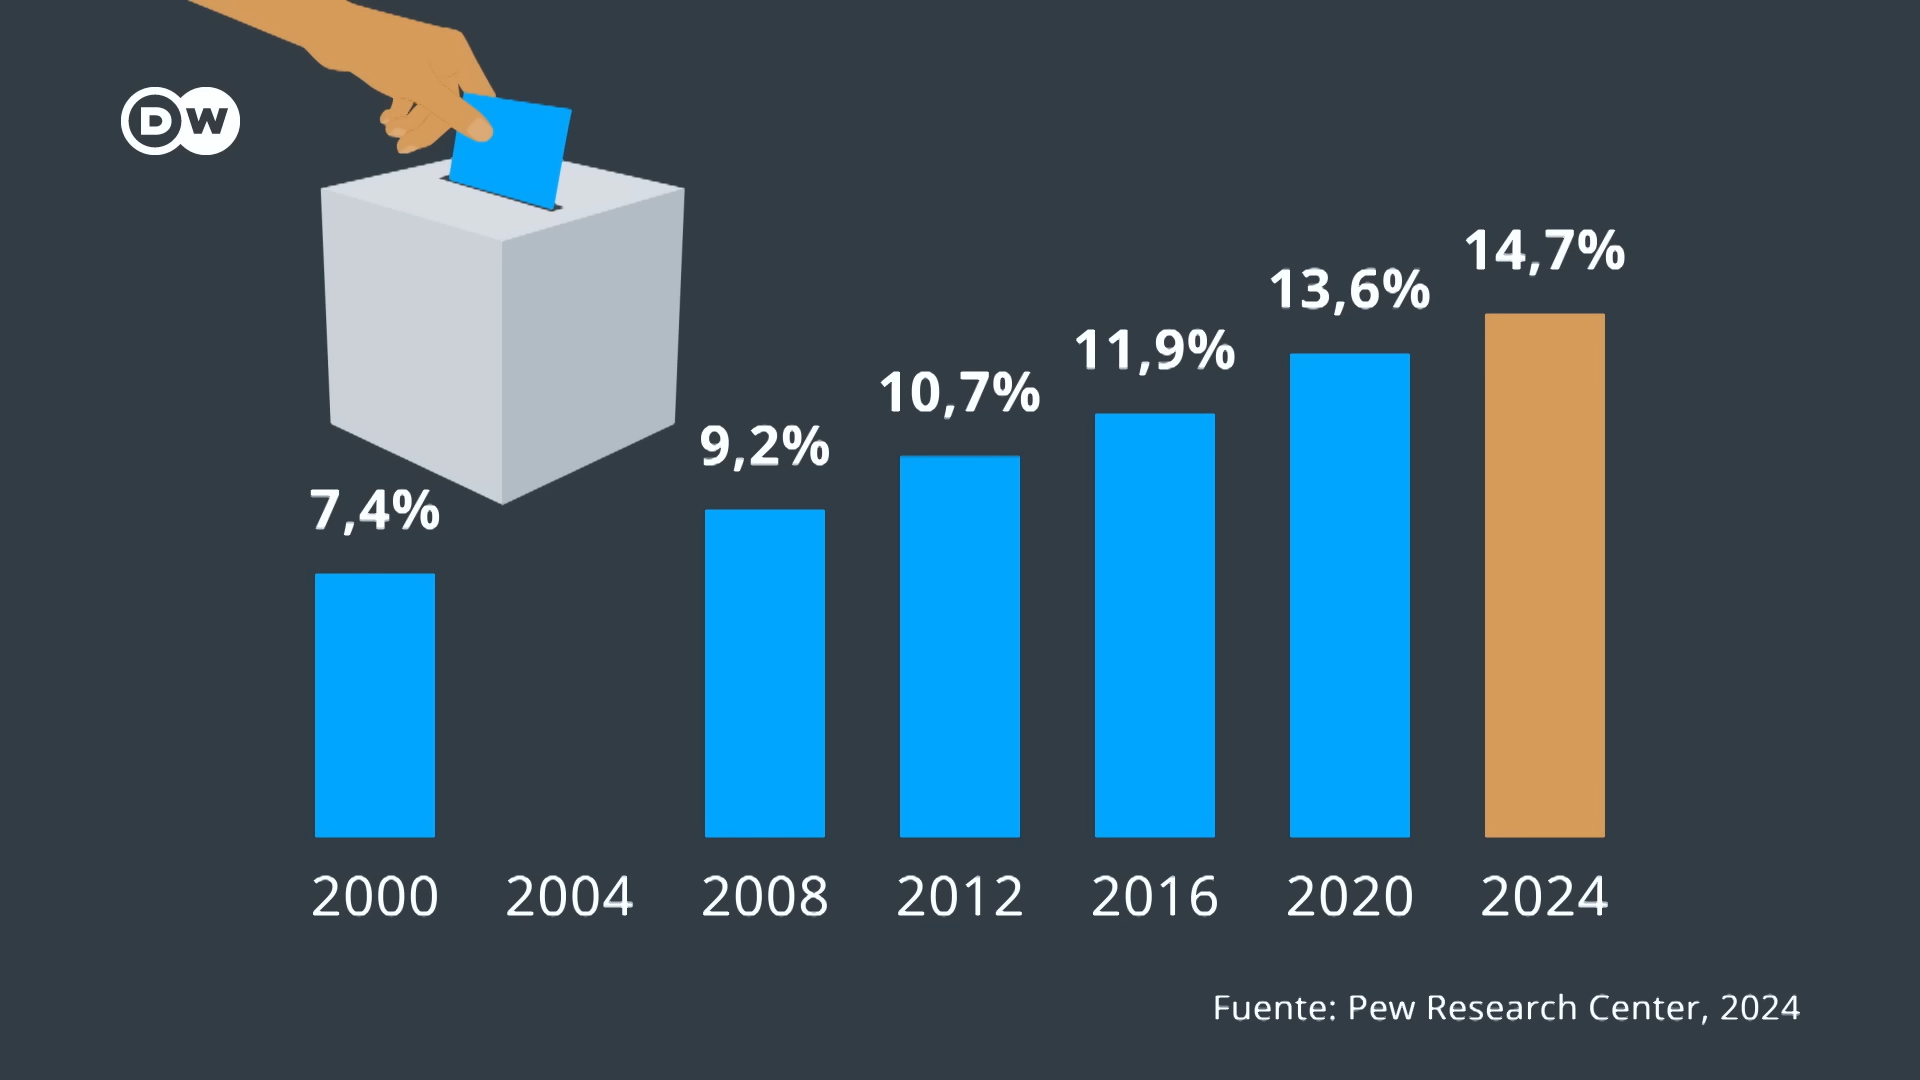 DW
7,4%
9,2%
10,7%
11,9%
13,6%
14,7%
2000 2004 2008 2012 2016 2020 2024
Fuente: Pew Research Center, 2024